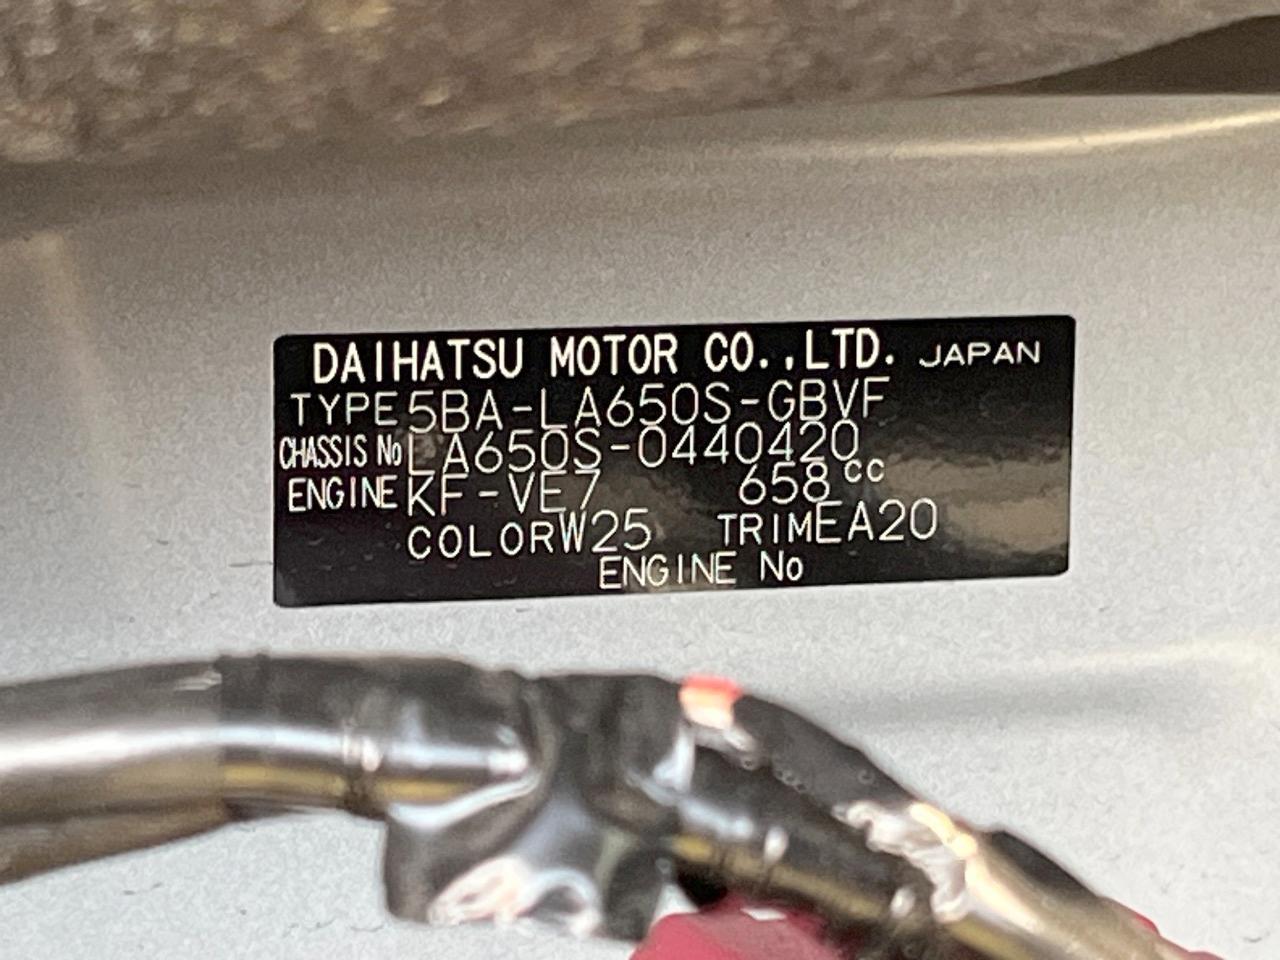 DAIHATSU MOTOR CO.,LTD. JAPAN
TYPE 5BA-LA650S-GBVF
CHASSIS No LA650S-0440420
ENGINE KF-VE7 658cc
COLOR W25 TRIM EA20
ENGINE No